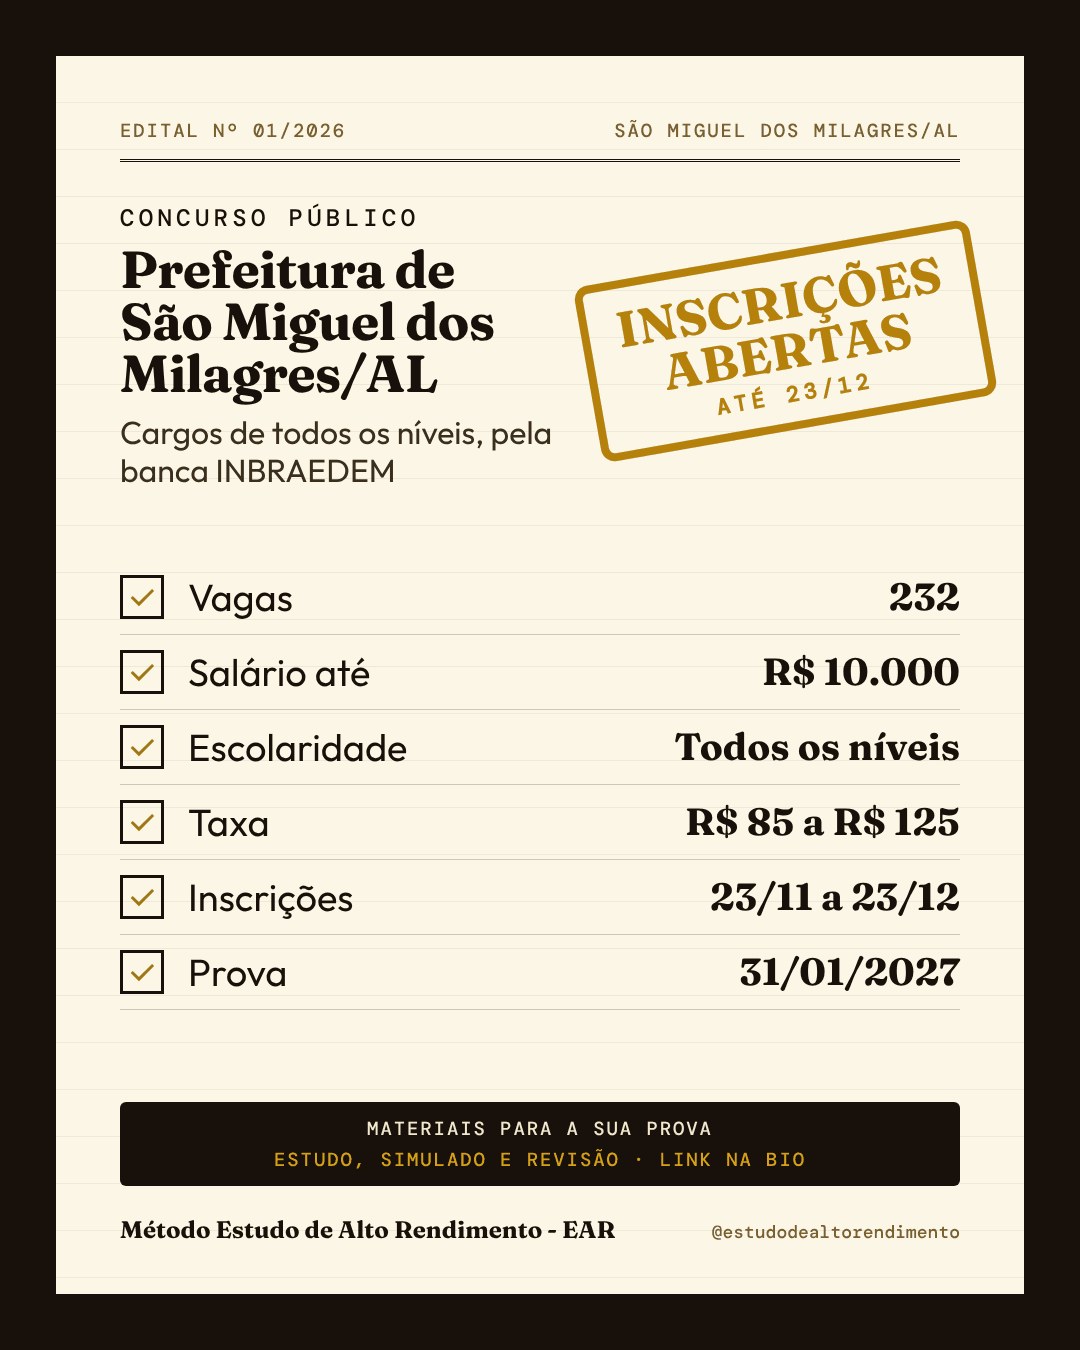 EDITAL Nº 01/2026
SÃO MIGUEL DOS MILAGRES/AL
CONCURSO PÚBLICO
Prefeitura de
São Miguel dos
Milagres/AL
Cargos de todos os níveis, pela
banca INBRAEDEM
INSCRIÇÕES
ABERTAS
ATÉ 23/12
Vagas 232
Salário até R$ 10.000
Escolaridade Todos os níveis
Taxa R$ 85 a R$ 125
Inscrições 23/11 a 23/12
Prova 31/01/2027
MATERIAIS PARA A SUA PROVA
ESTUDO, SIMULADO E REVISÃO · LINK NA BIO
Método Estudo de Alto Rendimento - EAR
@estudodealtorendimento